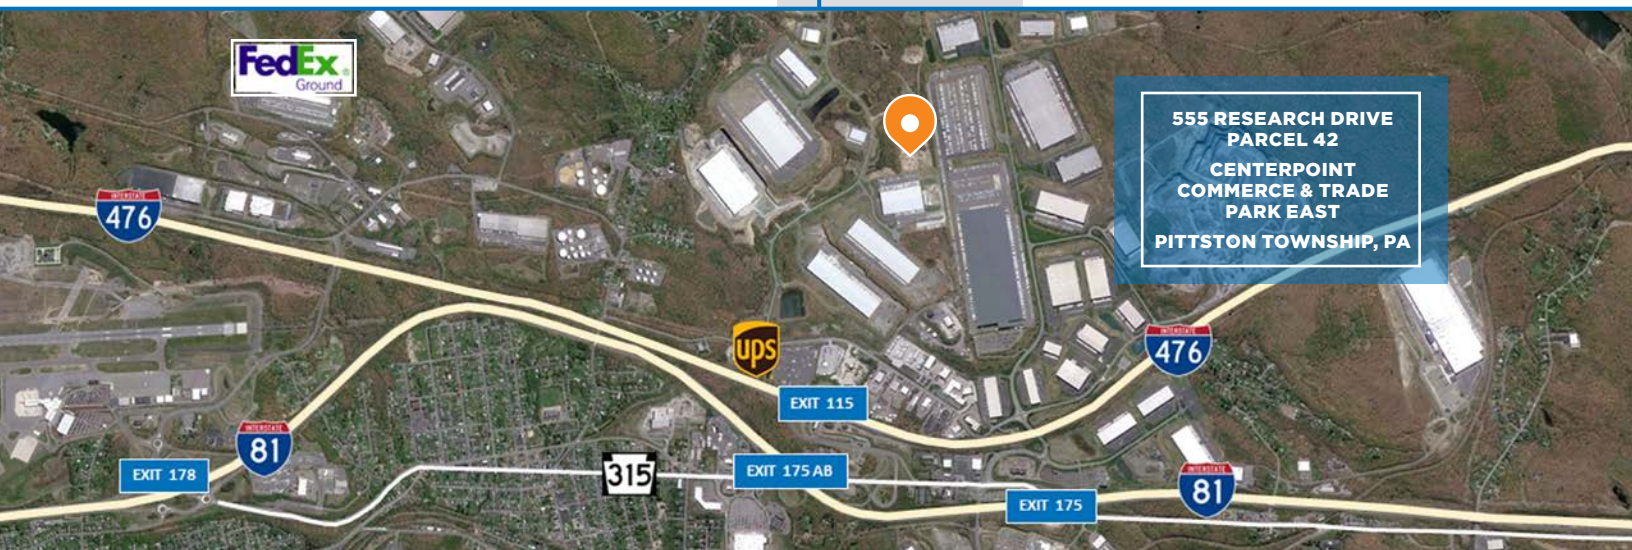 FedEx
Ground
555 RESEARCH DRIVE
PARCEL 42
CENTERPOINT
COMMERCE & TRADE
PARK EAST
PITTSTON TOWNSHIP, PA
INTERSTATE
476
ups
INTERSTATE
476
EXIT 115
INTERSTATE
81
EXIT 178
315
EXIT 175 AB
INTERSTATE
81
EXIT 175